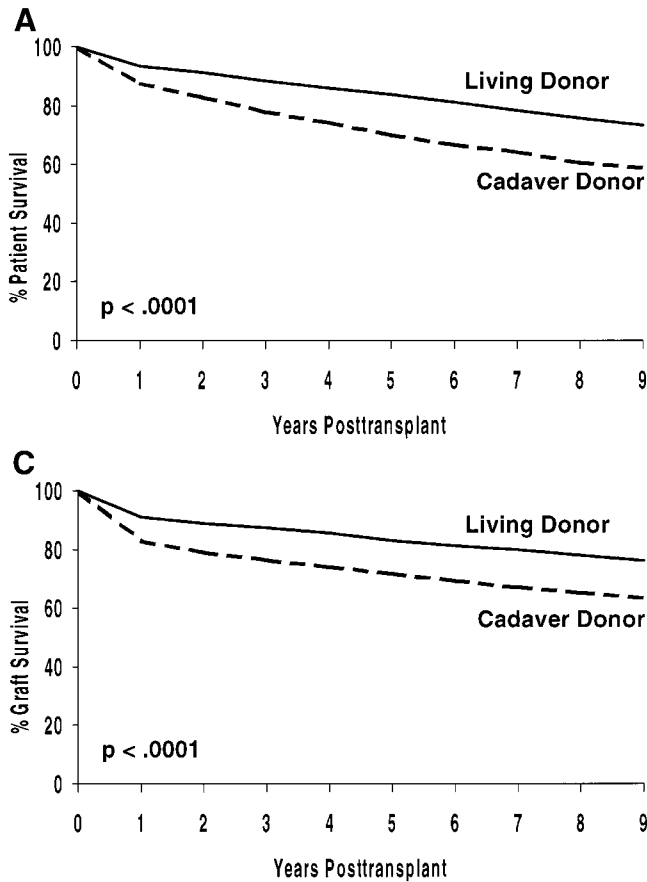 A
100
80
60
40
20
0
% Patient Survival
Living Donor
Cadaver Donor
p < .0001
0 1 2 3 4 5 6 7 8 9
Years Posttransplant
C
100
80
60
40
20
0
% Graft Survival
Living Donor
Cadaver Donor
p < .0001
0 1 2 3 4 5 6 7 8 9
Years Posttransplant